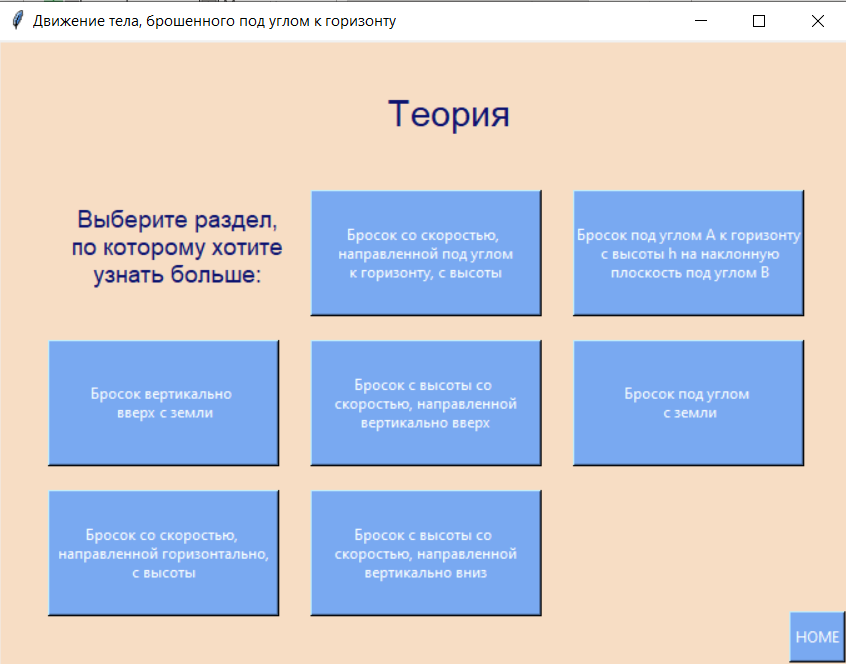 Движение тела, брошенного под углом к горизонту
Теория
Выберите раздел,
по которому хотите
узнать больше:
Бросок со скоростью,
направленной под углом
к горизонту, с высоты
Бросок под углом А к горизонту
с высоты h на наклонную
плоскость под углом В
Бросок вертикально
вверх с земли
Бросок с высоты со
скоростью, направленной
вертикально вверх
Бросок под углом
с земли
Бросок со скоростью,
направленной горизонтально,
с высоты
Бросок с высоты со
скоростью, направленной
вертикально вниз
HOME